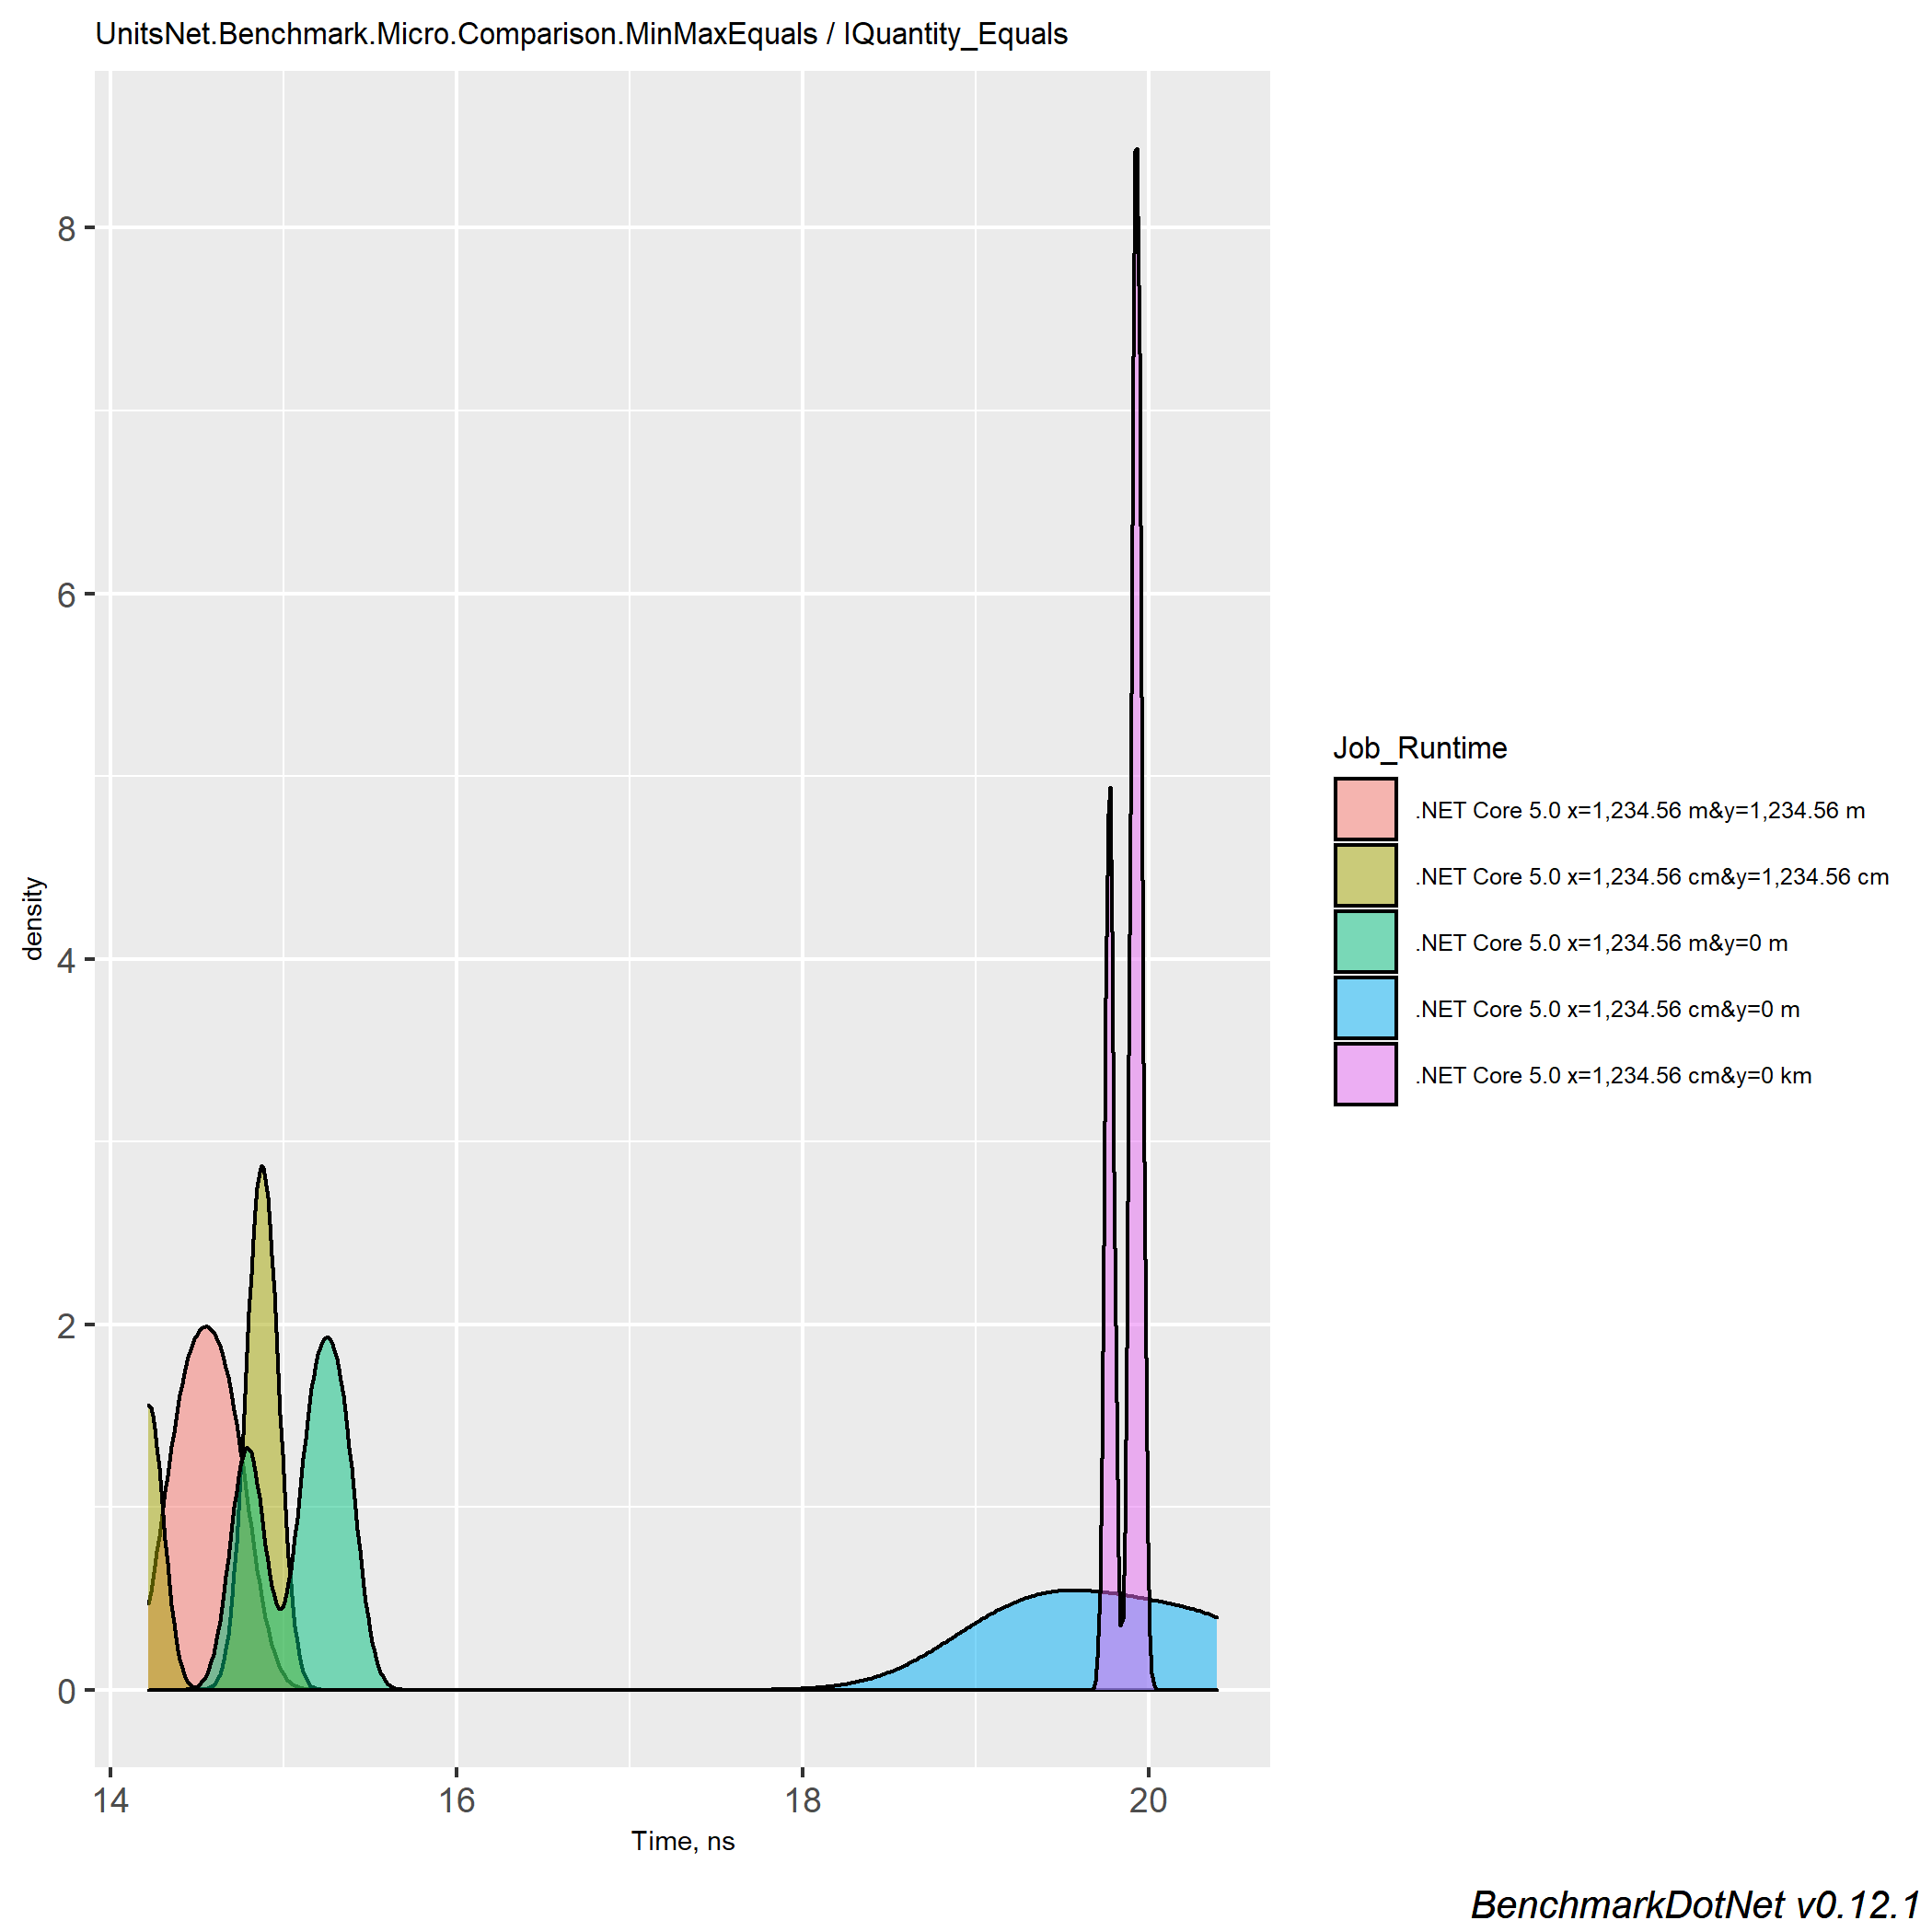 UnitsNet.Benchmark.Micro.Comparison.MinMaxEquals / IQuantity_Equals
8
6
4
2
0
density
14 16 18 20
Time, ns
Job_Runtime
.NET Core 5.0 x=1,234.56 m&y=1,234.56 m
.NET Core 5.0 x=1,234.56 cm&y=1,234.56 cm
.NET Core 5.0 x=1,234.56 m&y=0 m
.NET Core 5.0 x=1,234.56 cm&y=0 m
.NET Core 5.0 x=1,234.56 cm&y=0 km
BenchmarkDotNet v0.12.1